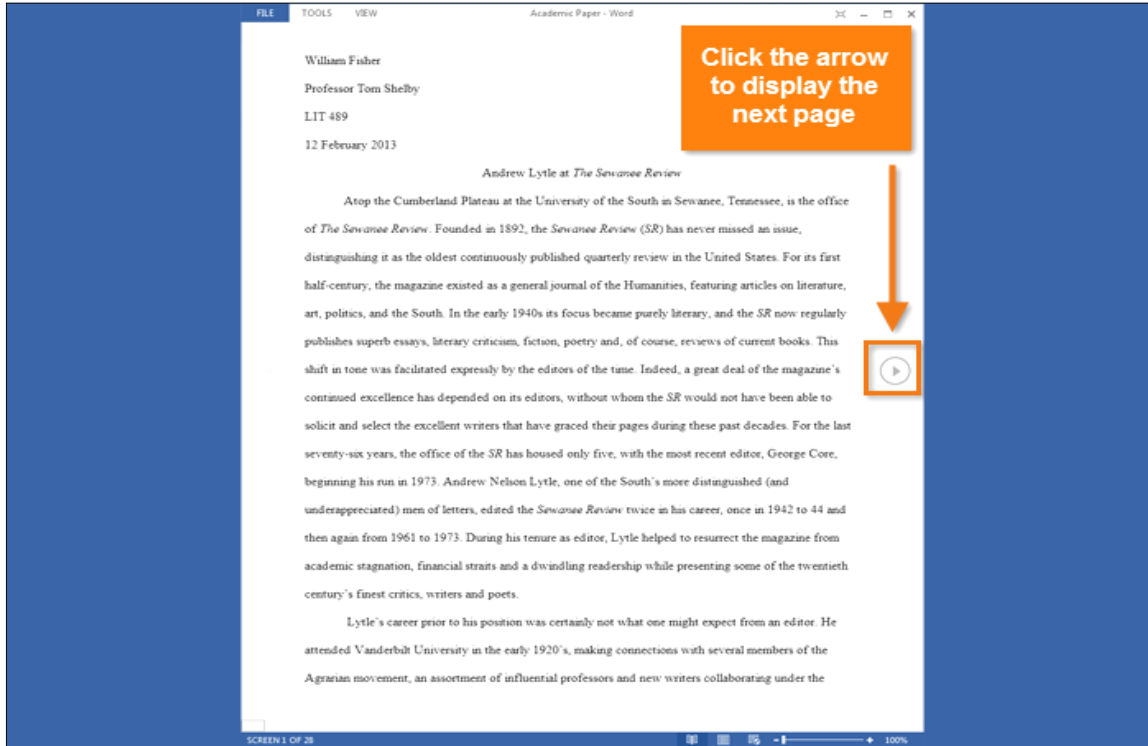 FILE TOOLS VIEW Academic Paper - Word
Click the arrow
to display the
next page
William Fisher
Professor Tom Shelby
LIT 489
12 February 2013
Andrew Lytle at The Sewanee Review
Atop the Cumberland Plateau at the University of the South in Sewanee, Tennessee, is the office
of The Sewanee Review. Founded in 1892, the Sewanee Review (SR) has never missed an issue,
distinguishing it as the oldest continuously published quarterly review in the United States. For its first
half-century, the magazine existed as a general journal of the Humanities, featuring articles on literature,
art, politics, and the South. In the early 1940s its focus became purely literary, and the SR now regularly
publishes superb essays, literary criticism, fiction, poetry and, of course, reviews of current books. This
shift in tone was facilitated expressly by the editors of the time. Indeed, a great deal of the magazine's
continued excellence has depended on its editors, without whom the SR would not have been able to
solicit and select the excellent writers that have graced their pages during these past decades. For the last
seventy-six years, the office of the SR has housed only five, with the most recent editor, George Core,
beginning his run in 1973. Andrew Nelson Lytle, one of the South's more distinguished (and
underappreciated) men of letters, edited the Sewanee Review twice in his career, once in 1942 to 44 and
then again from 1961 to 1973. During his tenure as editor, Lytle helped to resurrect the magazine from
academic stagnation, financial straits and a dwindling readership while presenting some of the twentieth
century's finest critics, writers and poets.
Lytle's career prior to his position was certainly not what one might expect from an editor. He
attended Vanderbilt University in the early 1920's, making connections with several members of the
Agrarian movement, an assortment of influential professors and new writers collaborating under the
SCREEN 1 OF 28 100%